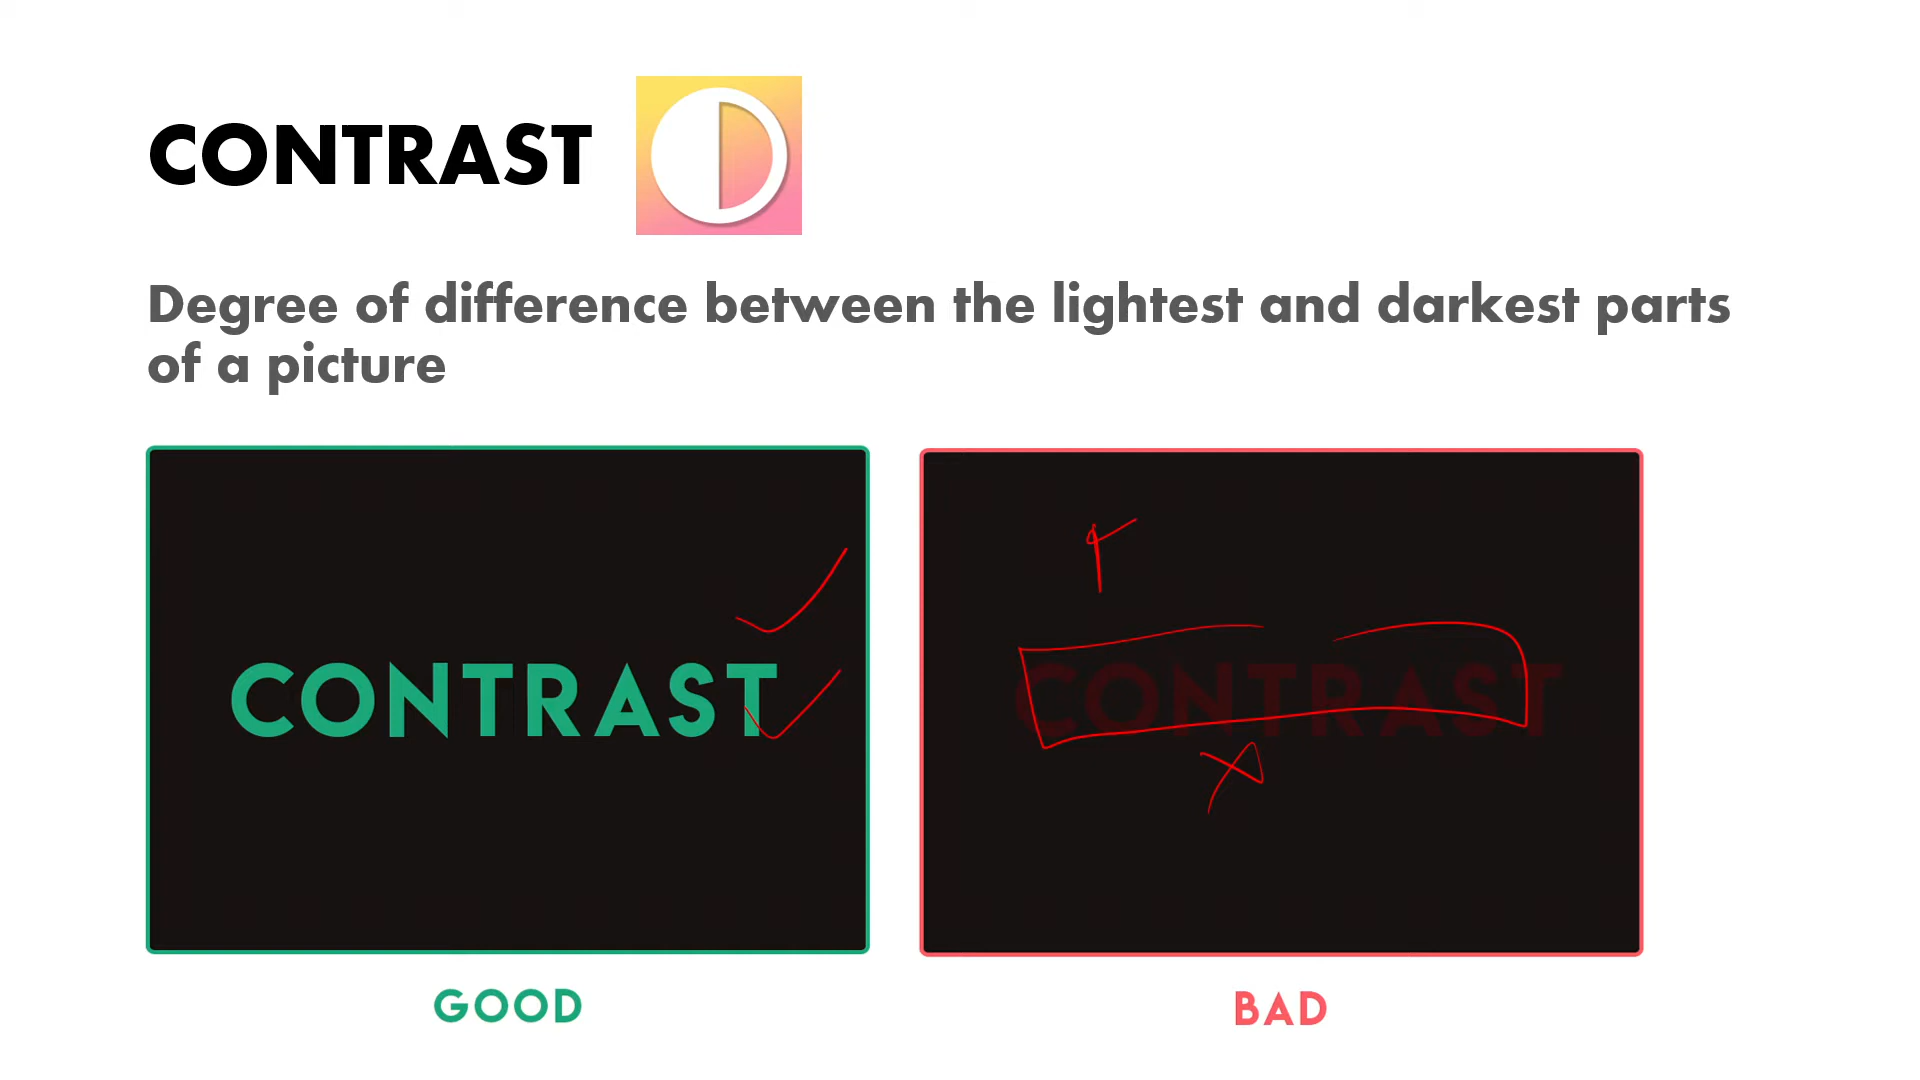 CONTRAST
Degree of difference between the lightest and darkest parts
of a picture
CONTRAST
CONTRAST
GOOD
BAD